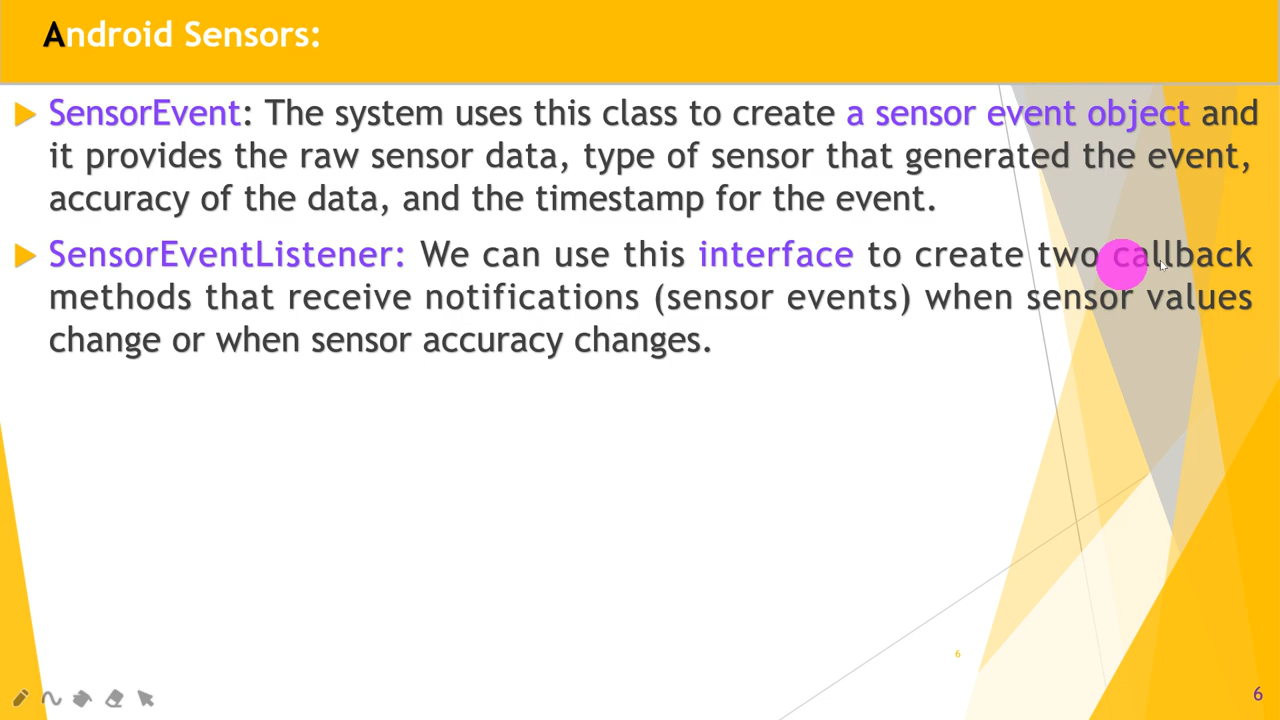 Android Sensors:
SensorEvent: The system uses this class to create a sensor event object and
it provides the raw sensor data, type of sensor that generated the event,
accuracy of the data, and the timestamp for the event.
SensorEventListener: We can use this interface to create two callback
methods that receive notifications (sensor events) when sensor values
change or when sensor accuracy changes.
6
6